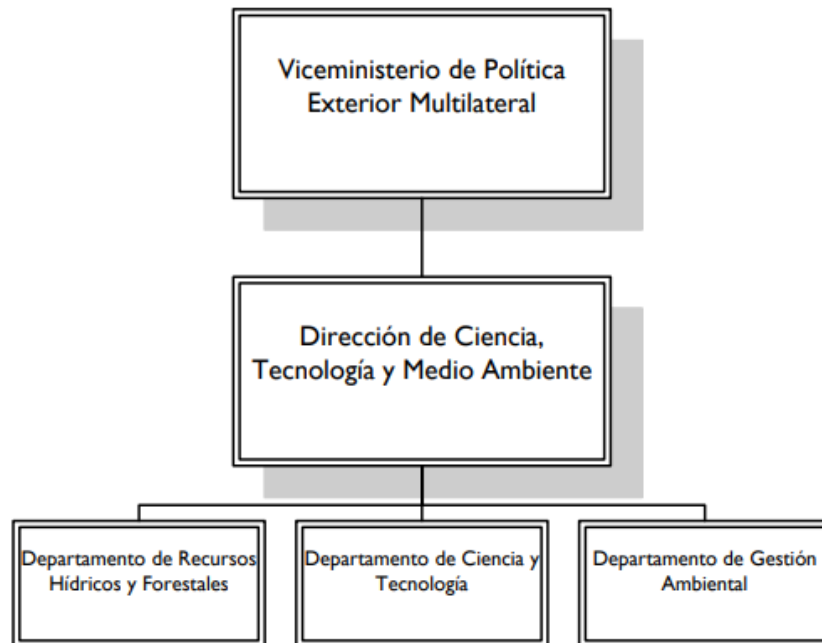 Viceministerio de Política
Exterior Multilateral
Dirección de Ciencia,
Tecnología y Medio Ambiente
Departamento de Recursos
Hídricos y Forestales
Departamento de Ciencia y
Tecnología
Departamento de Gestión
Ambiental